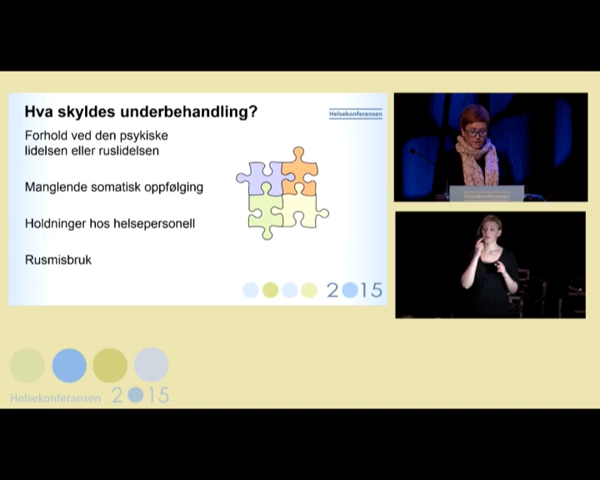 Hva skyldes underbehandling?
Helsekonferansen
Forhold ved den psykiske
lidelsen eller ruslidelsen
Manglende somatisk oppfølging
Holdninger hos helsepersonell
Rusmisbruk
2015
Helsekonferansen 2015